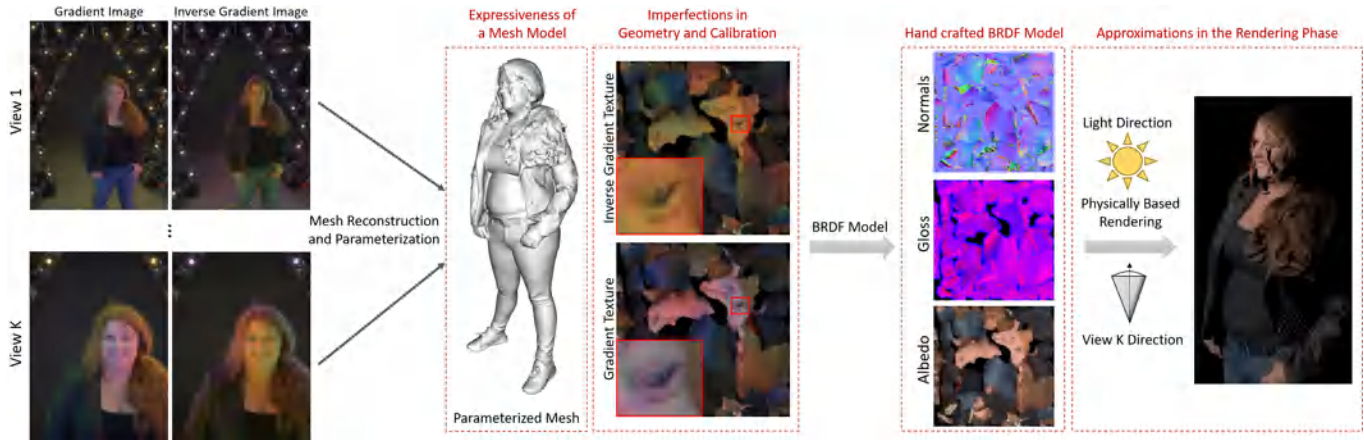 Gradient Image
Inverse Gradient Image
View 1
...
View K
Mesh Reconstruction
and Parameterization
Expressiveness of
a Mesh Model
Parameterized Mesh
Imperfections in
Geometry and Calibration
Inverse Gradient Texture
Gradient Texture
BRDF Model
Hand crafted BRDF Model
Normals
Gloss
Albedo
Approximations in the Rendering Phase
Light Direction
Physically Based
Rendering
View K Direction